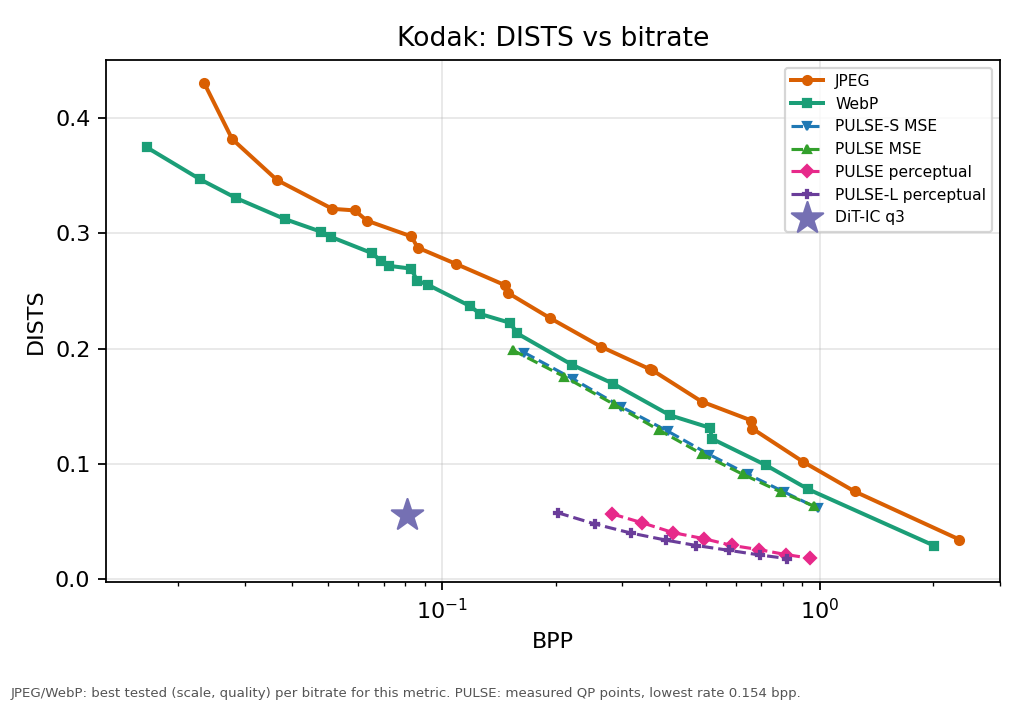 Kodak: DISTS vs bitrate
JPEG
WebP
PULSE-S MSE
PULSE MSE
PULSE perceptual
PULSE-L perceptual
DiT-IC q3
DISTS
0.4
0.3
0.2
0.1
0.0
10⁻¹
10⁰
BPP
JPEG/WebP: best tested (scale, quality) per bitrate for this metric. PULSE: measured QP points, lowest rate 0.154 bpp.